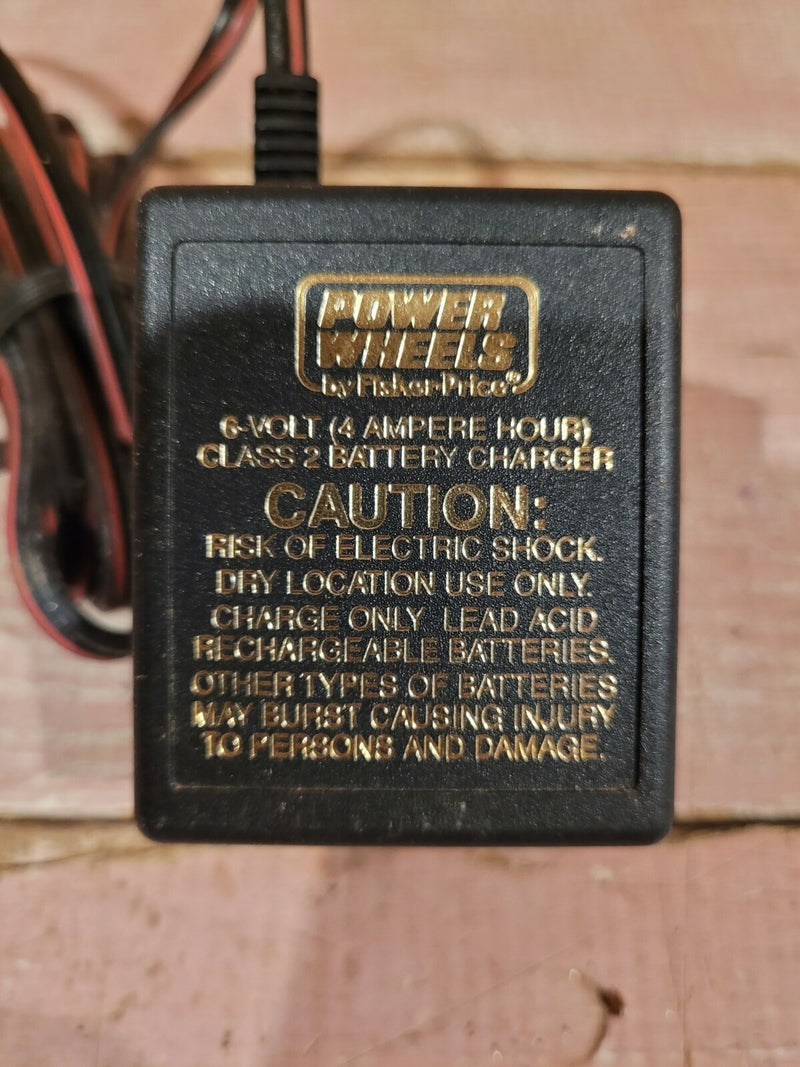 POWER
WHEELS
by Fisher-Price®
6-VOLT (4 AMPERE HOUR)
CLASS 2 BATTERY CHARGER
CAUTION:
RISK OF ELECTRIC SHOCK.
DRY LOCATION USE ONLY.
CHARGE ONLY LEAD ACID
RECHARGEABLE BATTERIES.
OTHER TYPES OF BATTERIES
MAY BURST CAUSING INJURY
TO PERSONS AND DAMAGE.